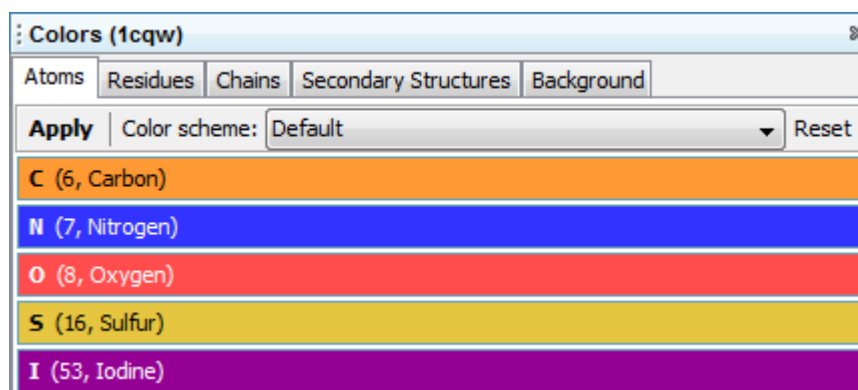 Colors (1cqw)
Atoms Residues Chains Secondary Structures Background
Apply Color scheme: Default Reset
C (6, Carbon)
N (7, Nitrogen)
O (8, Oxygen)
S (16, Sulfur)
I (53, Iodine)